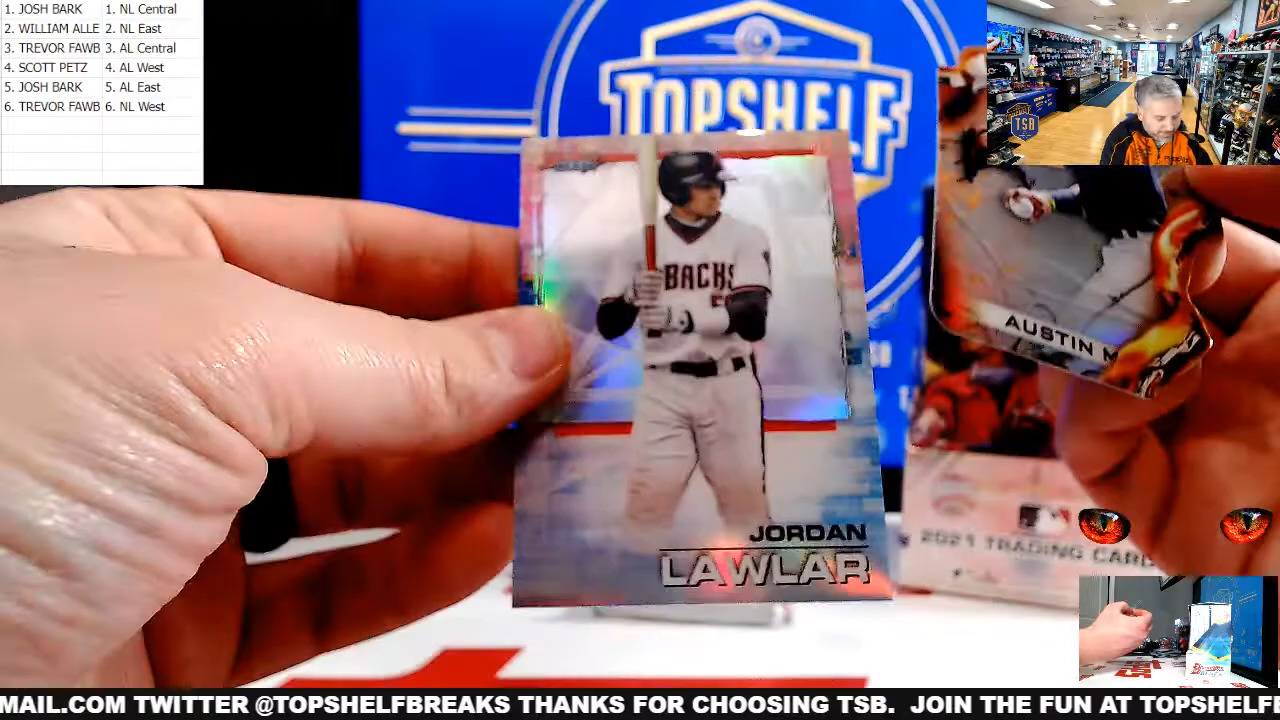 1. JOSH BARK 1. NL Central
2. WILLIAM ALLE 2. NL East
3. TREVOR FAWB 3. AL Central
4. SCOTT PETZ 4. AL West
5. JOSH BARK 5. AL East
6. TREVOR FAWB 6. NL West
TOPSHELF
TSB
BACKS
AUSTIN M
JORDAN
LAWLAR
2021 TRADING CARD
MAIL.COM TWITTER @TOPSHELFBREAKS THANKS FOR CHOOSING TSB. JOIN THE FUN AT TOPSHELF